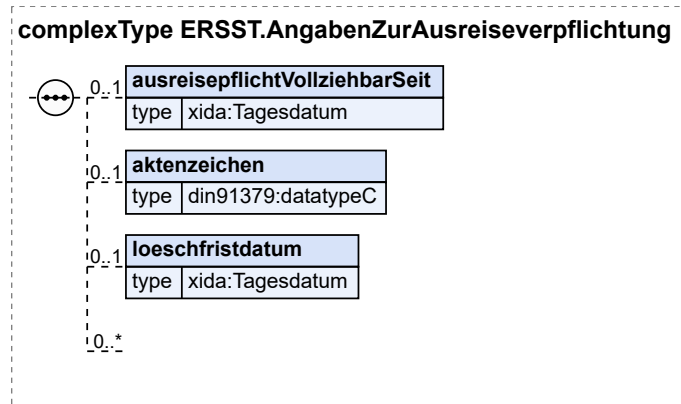 complexType ERSST.AngabenZurAusreiseverpflichtung
0..1 ausreisepflichtVollziehbarSeit
type xida:Tagesdatum
0..1 aktenzeichen
type din91379:datatypeC
0..1 loeschfristdatum
type xida:Tagesdatum
0..*